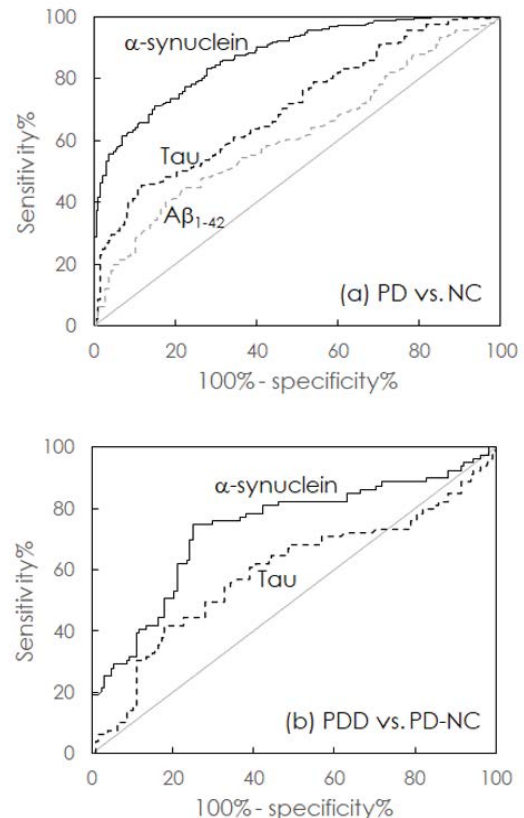 100
80
60
40
20
0
Sensitivity%
α-synuclein
Tau
Aβ1-42
(a) PD vs. NC
0 20 40 60 80 100
100%- specificity%
100
80
60
40
20
0
Sensitivity%
α-synuclein
Tau
(b) PDD vs. PD-NC
0 20 40 60 80 100
100%- specificity%